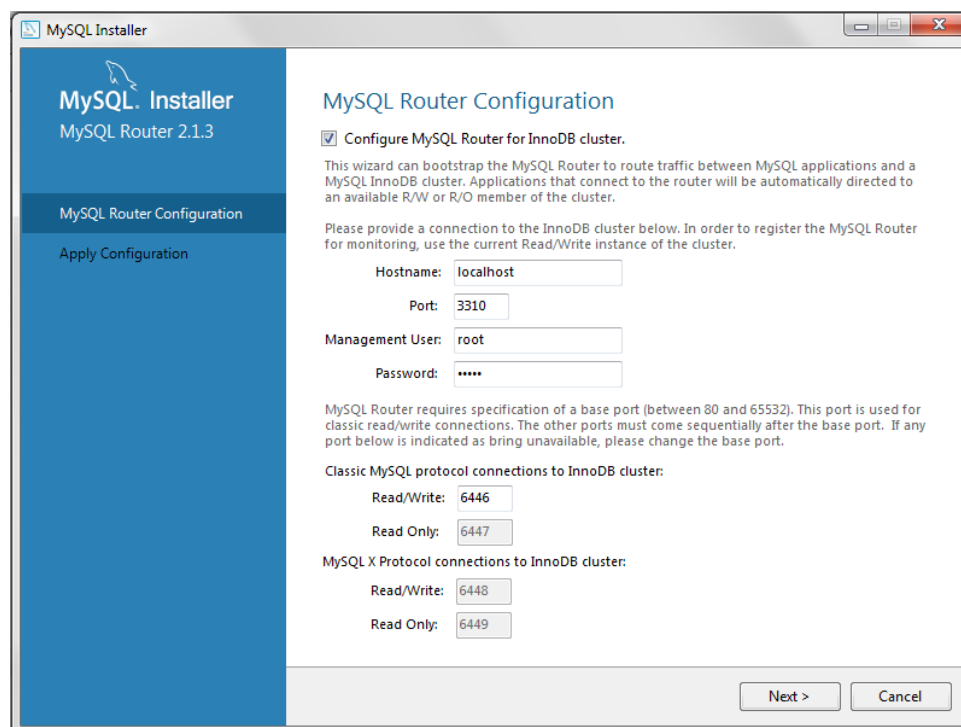 MySQL Installer
MySQL. Installer
MySQL Router 2.1.3
MySQL Router Configuration
Apply Configuration
MySQL Router Configuration
Configure MySQL Router for InnoDB cluster.
This wizard can bootstrap the MySQL Router to route traffic between MySQL applications and a
MySQL InnoDB cluster. Applications that connect to the router will be automatically directed to
an available R/W or R/O member of the cluster.
Please provide a connection to the InnoDB cluster below. In order to register the MySQL Router
for monitoring, use the current Read/Write instance of the cluster.
Hostname: localhost
Port: 3310
Management User: root
Password: •••••
MySQL Router requires specification of a base port (between 80 and 65532). This port is used for
classic read/write connections. The other ports must come sequentially after the base port.  If any
port below is indicated as bring unavailable, please change the base port.
Classic MySQL protocol connections to InnoDB cluster:
Read/Write: 6446
Read Only: 6447
MySQL X Protocol connections to InnoDB cluster:
Read/Write: 6448
Read Only: 6449
Next > Cancel